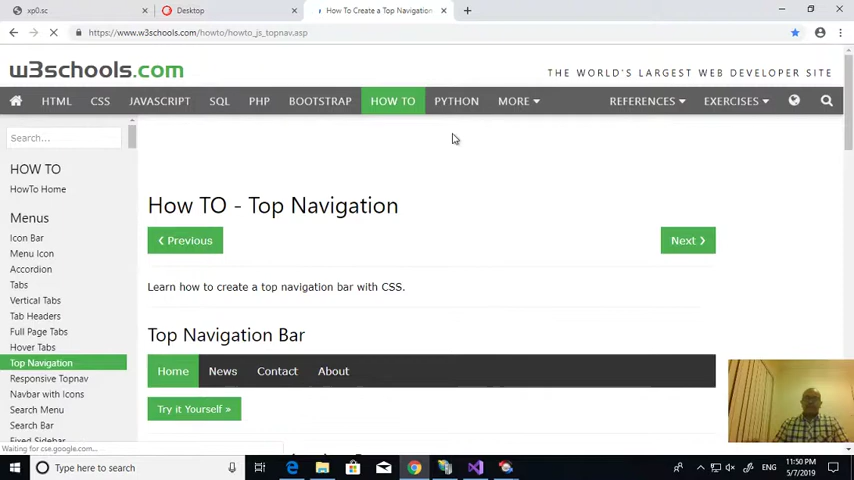 xp0.sc
Desktop
How To Create a Top Navigation
https://www.w3schools.com/howto/howto_js_topnav.asp
w3schools.com
THE WORLD'S LARGEST WEB DEVELOPER SITE
HTML CSS JAVASCRIPT SQL PHP BOOTSTRAP HOW TO PYTHON MORE REFERENCES EXERCISES
Search...
HOW TO
HowTo Home
Menus
Icon Bar
Menu Icon
Accordion
Tabs
Vertical Tabs
Tab Headers
Full Page Tabs
Hover Tabs
Top Navigation
Responsive Topnav
Navbar with Icons
Search Menu
Search Bar
Fixed Sidebar
How TO - Top Navigation
❮ Previous
Next ❯
Learn how to create a top navigation bar with CSS.
Top Navigation Bar
Home News Contact About
Try it Yourself »
Waiting for cse.google.com...
Type here to search
ENG
11:50 PM
5/7/2019